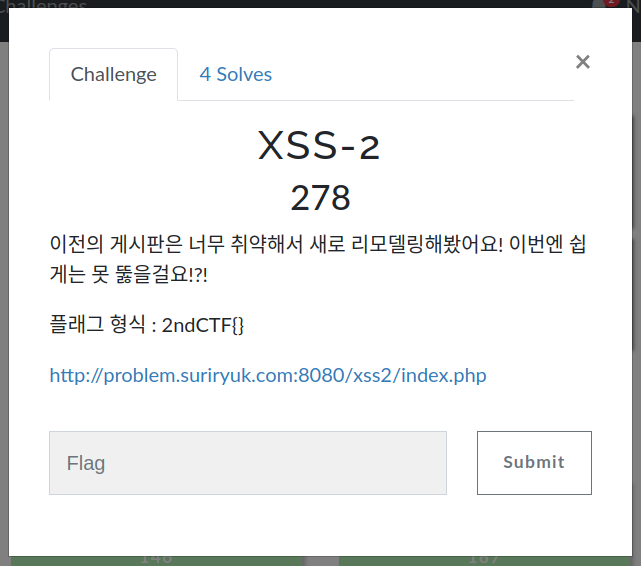 Challenges
2
Challenge
4 Solves
×
XSS-2
278
이전의 게시판은 너무 취약해서 새로 리모델링해봤어요! 이번엔 쉽
게는 못 뚫을걸요!?!
플래그 형식 : 2ndCTF{}
http://problem.suriryuk.com:8080/xss2/index.php
Flag
Submit